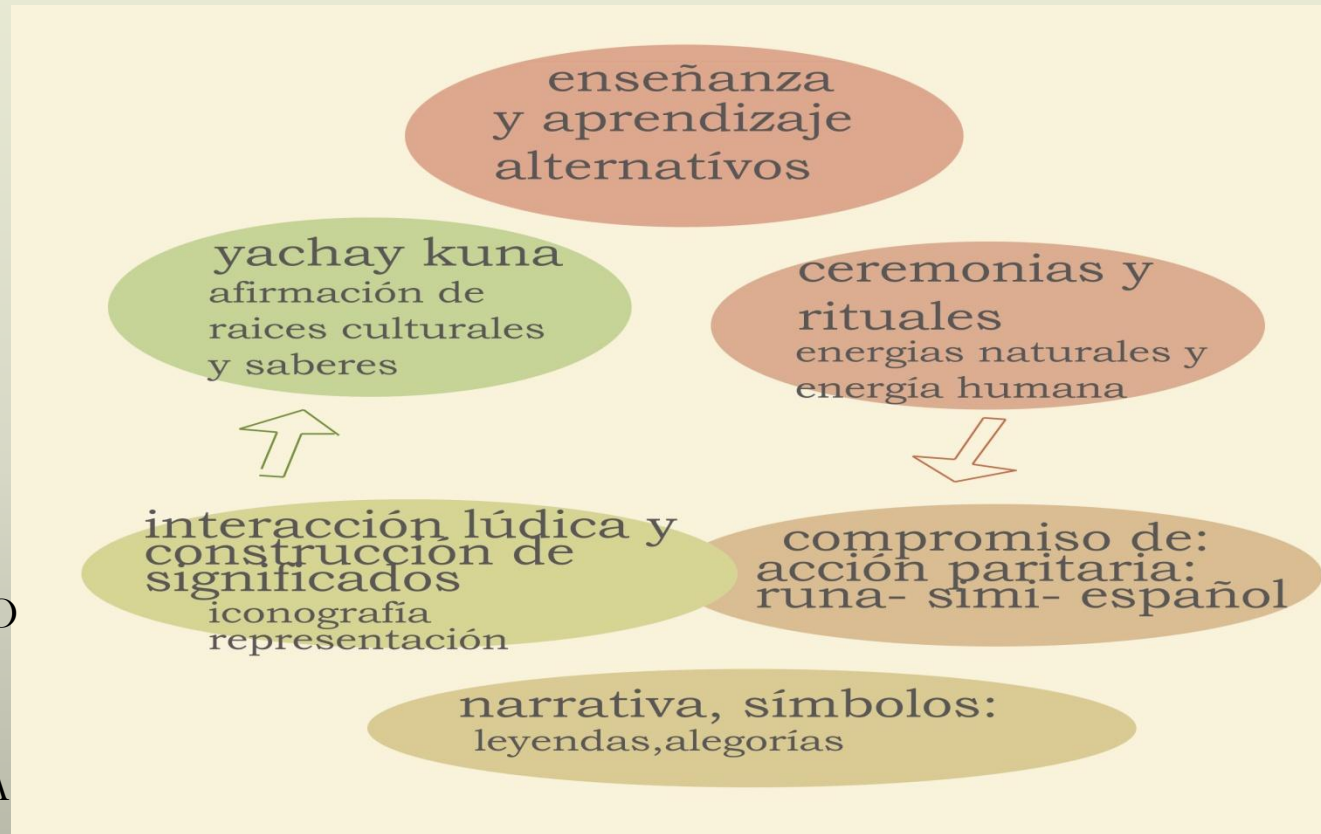 enseñanza
y aprendizaje
alternatívos
yachay kuna
afirmación de
raices culturales
y saberes
ceremonias y
rituales
energias naturales y
energía humana
interacción lúdica y
construcción de
significados
iconografía
representación
compromiso de:
acción paritaria:
runa- simi- español
narrativa, símbolos:
leyendas,alegorías